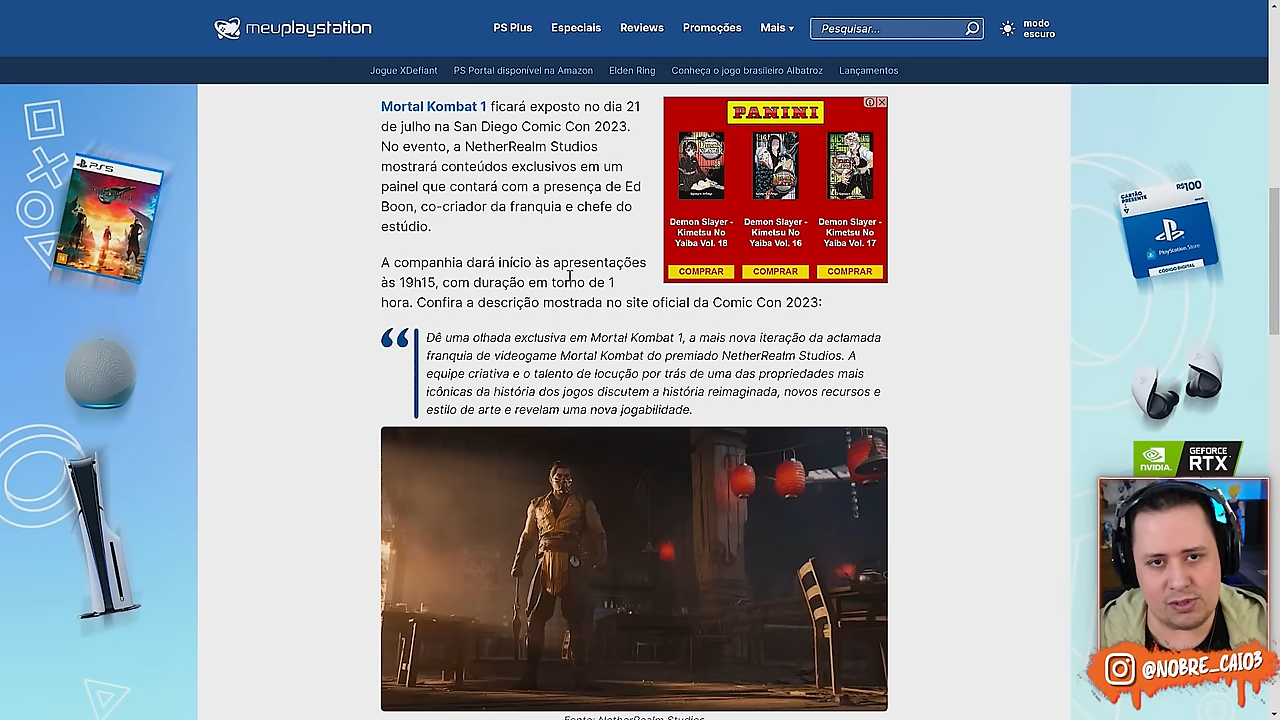 meuplaystation
PS Plus
Especiais
Reviews
Promoções
Mais ▾
Pesquisar...
modo
escuro
Jogue XDefiant
PS Portal disponível na Amazon
Elden Ring
Conheça o jogo brasileiro Albatroz
Lançamentos
Mortal Kombat 1 ficará exposto no dia 21
de julho na San Diego Comic Con 2023.
No evento, a NetherRealm Studios
mostrará conteúdos exclusivos em um
painel que contará com a presença de Ed
Boon, co-criador da franquia e chefe do
estúdio.
PANINI
Demon Slayer -
Kimetsu No
Yaiba Vol. 18
COMPRAR
Demon Slayer -
Kimetsu No
Yaiba Vol. 16
COMPRAR
Demon Slayer -
Kimetsu No
Yaiba Vol. 17
COMPRAR
A companhia dará início às apresentações
às 19h15, com duração em torno de 1
hora. Confira a descrição mostrada no site oficial da Comic Con 2023:
Dê uma olhada exclusiva em Mortal Kombat 1, a mais nova iteração da aclamada
franquia de videogame Mortal Kombat do premiado NetherRealm Studios. A
equipe criativa e o talento de locução por trás de uma das propriedades mais
icônicas da história dos jogos discutem a história reimaginada, novos recursos e
estilo de arte e revelam uma nova jogabilidade.
Fonte: NetherRealm Studios
PS5
CARTÃO
PRESENTE
R$100
PlayStation Store
NVIDIA.
GEFORCE
RTX
@NOBRE_CAIO3